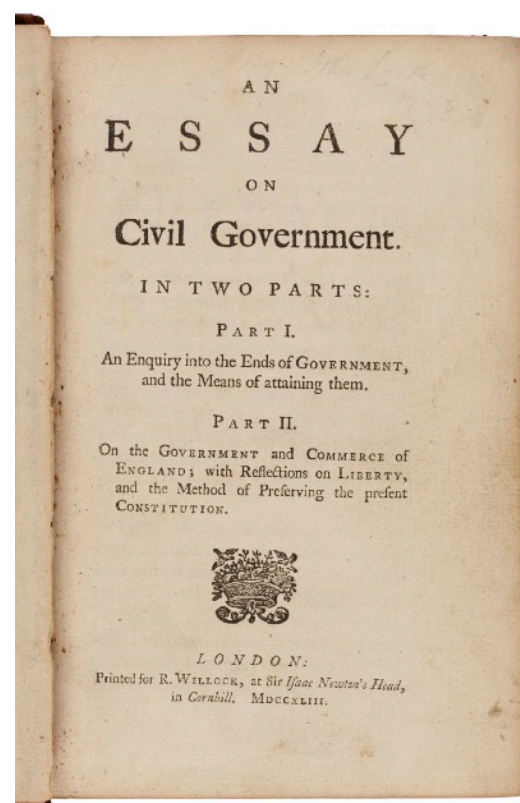 AN
ESSAY
ON
Civil Government.
IN TWO PARTS:
PART I.
An Enquiry into the Ends of GOVERNMENT,
and the Means of attaining them.
PART II.
On the GOVERNMENT and COMMERCE of
ENGLAND; with Reflections on LIBERTY,
and the Method of Preſerving the preſent
CONSTITUTION.
LONDON:
Printed for R. WILLOCK, at Sir Iſaac Newton's Head,
in Cornhill. MDCCXLIII.